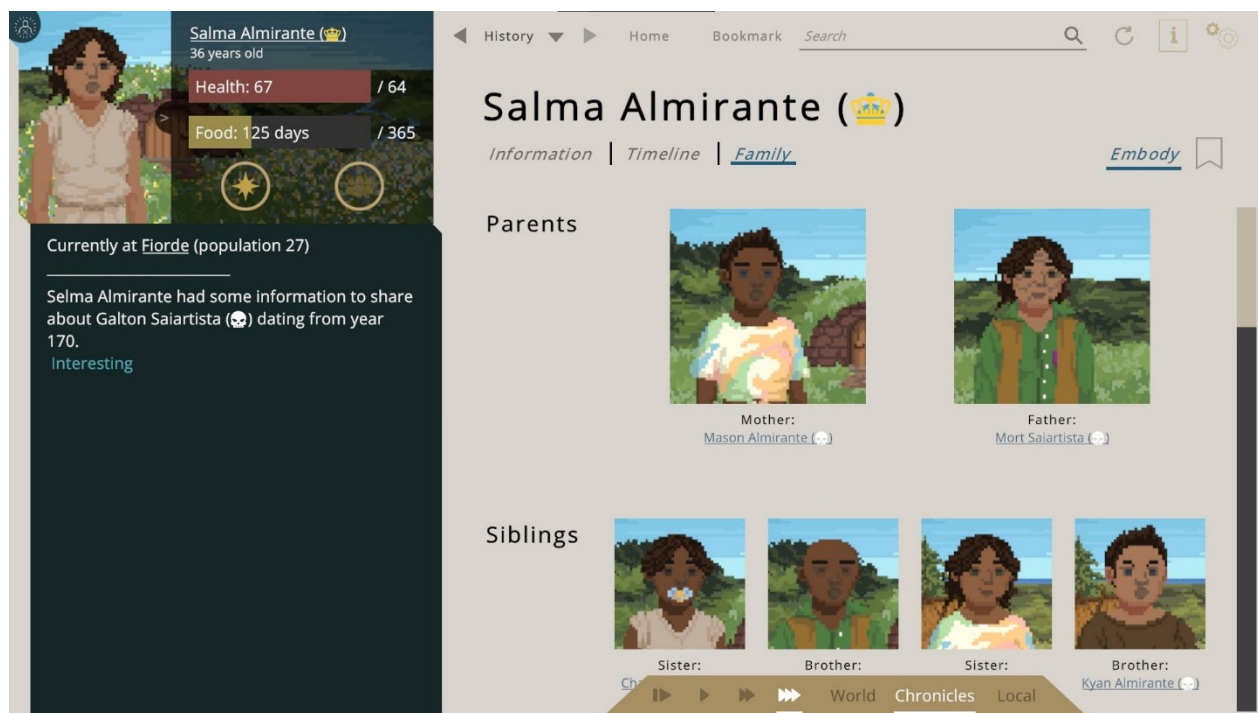 Salma Almirante (👑)
36 years old
Health: 67 / 64
Food: 125 days / 365
Currently at Fiorde (population 27)
Selma Almirante had some information to share
about Galton Saiartista (💀) dating from year
170.
Interesting
History Home Bookmark Search
Salma Almirante (👑)
Information | Timeline | Family Embody
Parents
Mother:
Mason Almirante (💀)
Father:
Mort Saiartista (💀)
Siblings
Sister:
Brother:
Sister:
Brother:
Kyan Almirante (💀)
World Chronicles Local